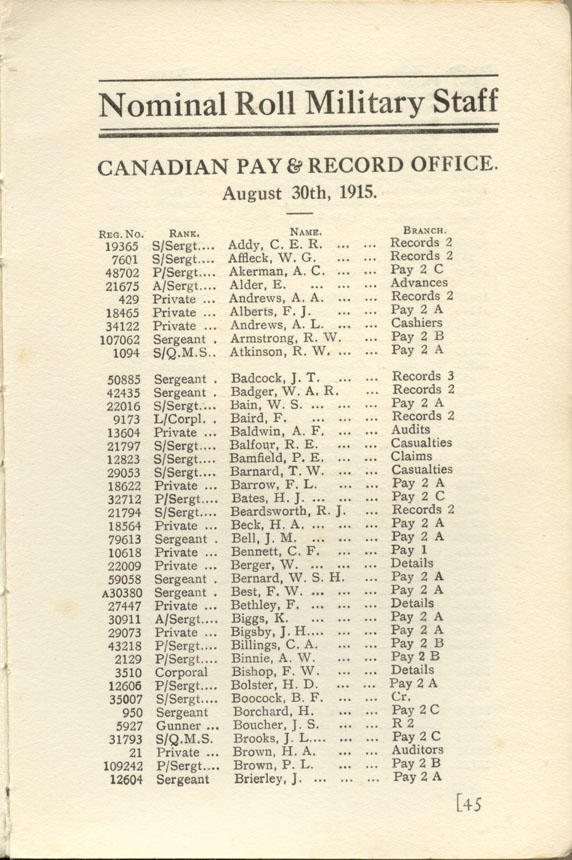 Nominal Roll Military Staff
CANADIAN PAY & RECORD OFFICE.
August 30th, 1915.
REG. NO. RANK. NAME. BRANCH.
19365 S/Sergt.... Addy, C. E. R. ... ... Records 2
7601 S/Sergt.... Affleck, W. G. ... ... Records 2
48702 P/Sergt.... Akerman, A. C. ... ... Pay 2 C
21675 A/Sergt.... Alder, E. ... ... ... Advances
429 Private ... Andrews, A. A. ... ... Records 2
18465 Private ... Alberts, F. J. ... ... Pay 2 A
34122 Private ... Andrews, A. L. ... ... Cashiers
107062 Sergeant . Armstrong, R. W. ... Pay 2 B
1094 S/Q.M.S.. Atkinson, R. W. ... ... Pay 2 A
50885 Sergeant . Badcock, J. T. ... ... Records 3
42435 Sergeant . Badger, W. A. R. ... Records 2
22016 S/Sergt.... Bain, W. S. ... ... ... Pay 2 A
9173 L/Corpl. . Baird, F. ... ... ... Records 2
13604 Private ... Baldwin, A. F. ... ... Audits
21797 S/Sergt.... Balfour, R. E. ... ... Casualties
12823 S/Sergt.... Bamfield, P. E. ... ... Claims
29053 S/Sergt.... Barnard, T. W. ... ... Casualties
18622 Private ... Barrow, F. L. ... ... Pay 2 A
32712 P/Sergt.... Bates, H. J. ... ... ... Pay 2 C
21794 S/Sergt.... Beardsworth, R. J. ... Records 2
18564 Private ... Beck, H. A. ... ... ... Pay 2 A
79613 Sergeant . Bell, J. M. ... ... ... Pay 2 A
10618 Private ... Bennett, C. F. ... ... Pay 1
22009 Private ... Berger, W. ... ... ... Details
59058 Sergeant . Bernard, W. S. H. ... Pay 2 A
A30380 Sergeant . Best, F. W. ... ... ... Pay 2 A
27447 Private ... Bethley, F. ... ... ... Details
30911 A/Sergt.... Biggs, K. ... ... ... Pay 2 A
29073 Private ... Bigsby, J. H.... ... ... Pay 2 A
43218 P/Sergt.... Billings, C. A. ... ... Pay 2 B
2129 P/Sergt.... Binnie, A. W. ... ... Pay 2 B
3510 Corporal Bishop, F. W. ... ... Details
12606 P/Sergt.... Bolster, H. D. ... ... Pay 2 A
35007 S/Sergt.... Boocock, B. F. ... ... Cr.
950 Sergeant Borchard, H. ... ... Pay 2 C
5927 Gunner ... Boucher, J. S. ... ... R 2
31793 S/Q.M.S. Brooks, J. L.... ... ... Pay 2 C
21 Private ... Brown, H. A. ... ... Auditors
109242 P/Sergt.... Brown, P. L. ... ... Pay 2 B
12604 Sergeant Brierley, J. ... ... ... Pay 2 A
[45